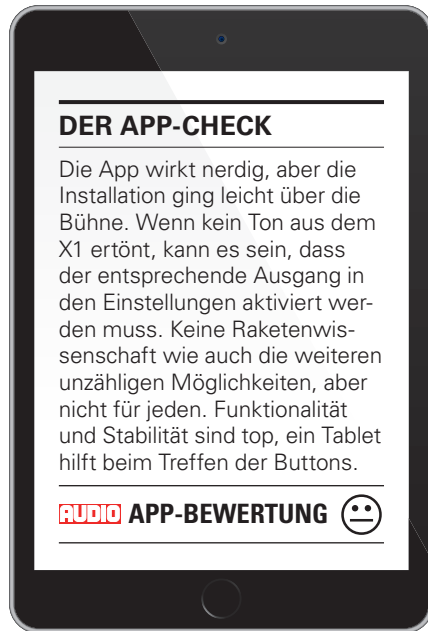 DER APP-CHECK
Die App wirkt nerdig, aber die
Installation ging leicht über die
Bühne. Wenn kein Ton aus dem
X1 ertönt, kann es sein, dass
der entsprechende Ausgang in
den Einstellungen aktiviert wer-
den muss. Keine Raketenwis-
senschaft wie auch die weiteren
unzähligen Möglichkeiten, aber
nicht für jeden. Funktionalität
und Stabilität sind top, ein Tablet
hilft beim Treffen der Buttons.
AUDIO APP-BEWERTUNG